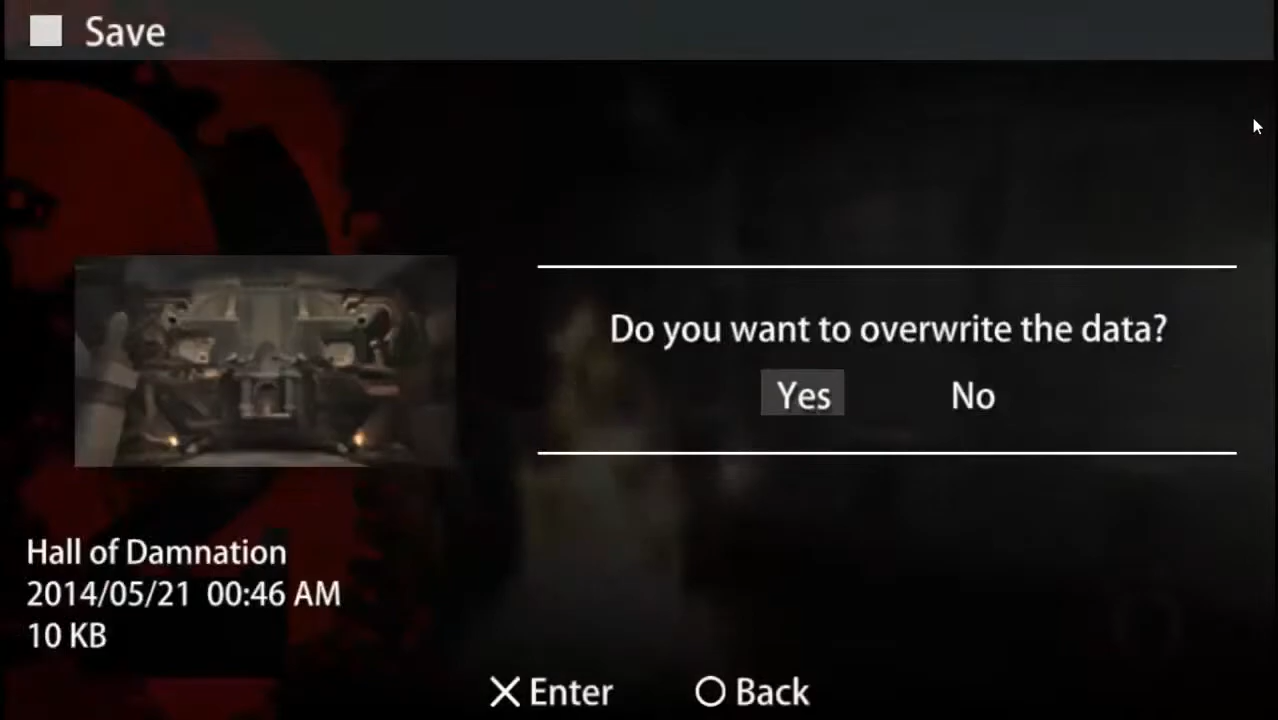 Save
Do you want to overwrite the data?
Yes No
Hall of Damnation
2014/05/21 00:46 AM
10 KB
Enter Back